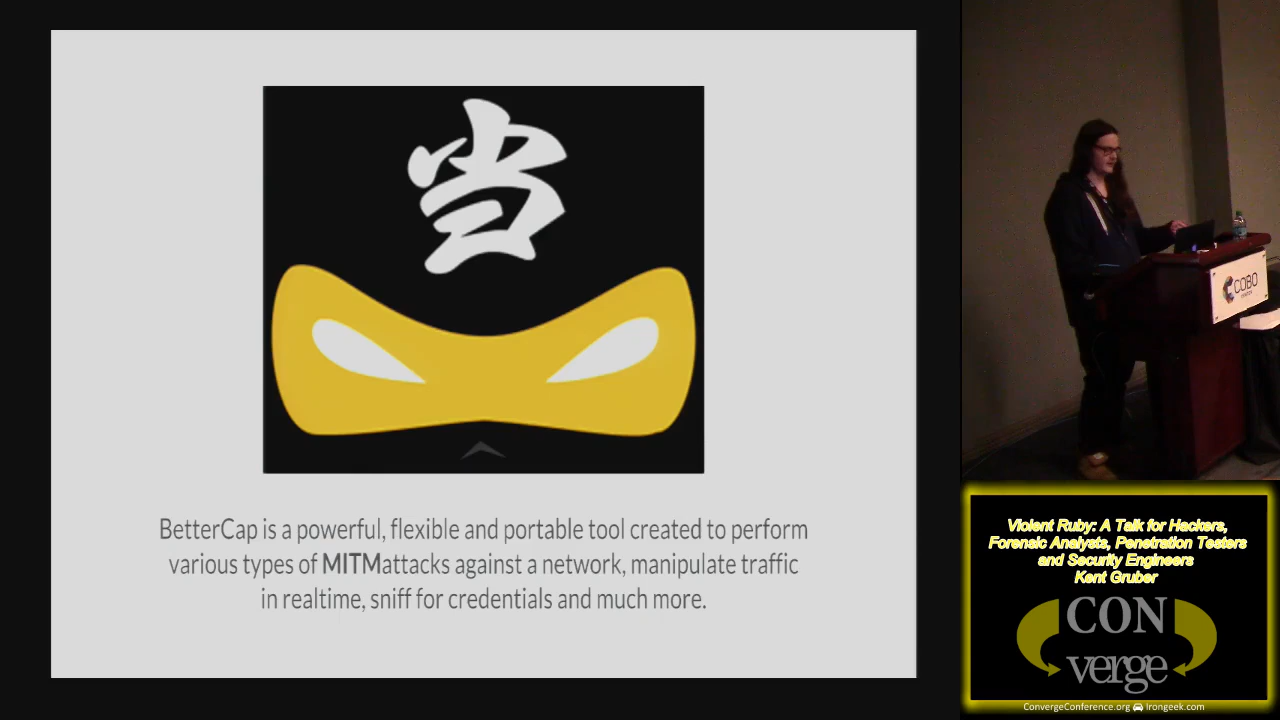 当
BetterCap is a powerful, flexible and portable tool created to perform
various types of MITMattacks against a network, manipulate traffic
in realtime, sniff for credentials and much more.
COBO
Violent Ruby: A Talk for Hackers,
Forensic Analysts, Penetration Testers
and Security Engineers
Kent Gruber
CON
verge
ConvergeConference.org Irongeek.com